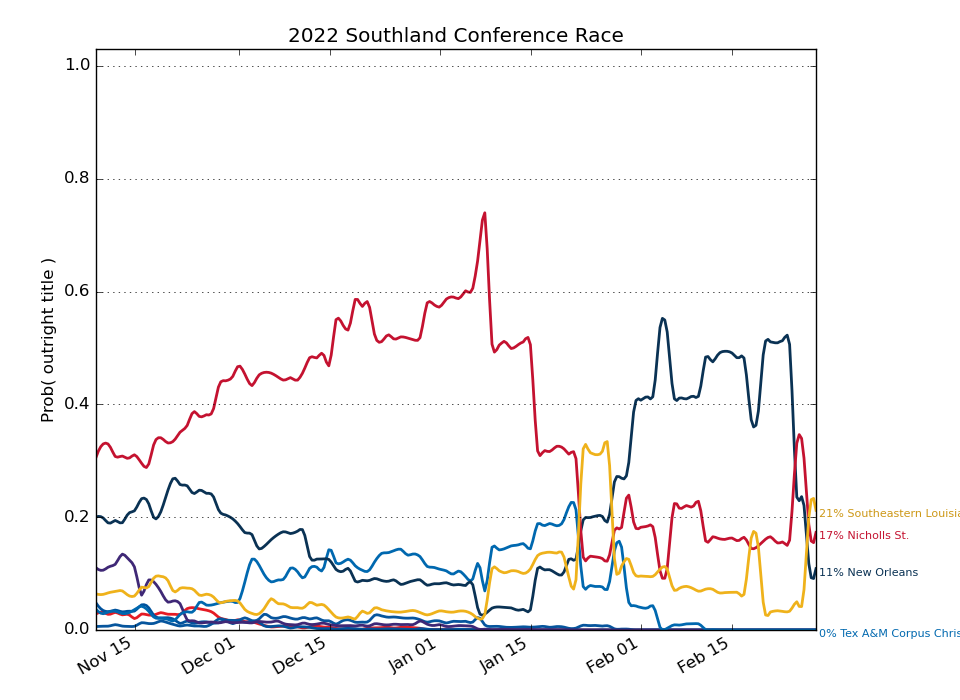 2022 Southland Conference Race
Prob( outright title )
1.0
0.8
0.6
0.4
0.2
0.0
Nov 15
Dec 01
Dec 15
Jan 01
Jan 15
Feb 01
Feb 15
21% Southeastern Louisia
17% Nicholls St.
11% New Orleans
0% Tex A&M Corpus Chris